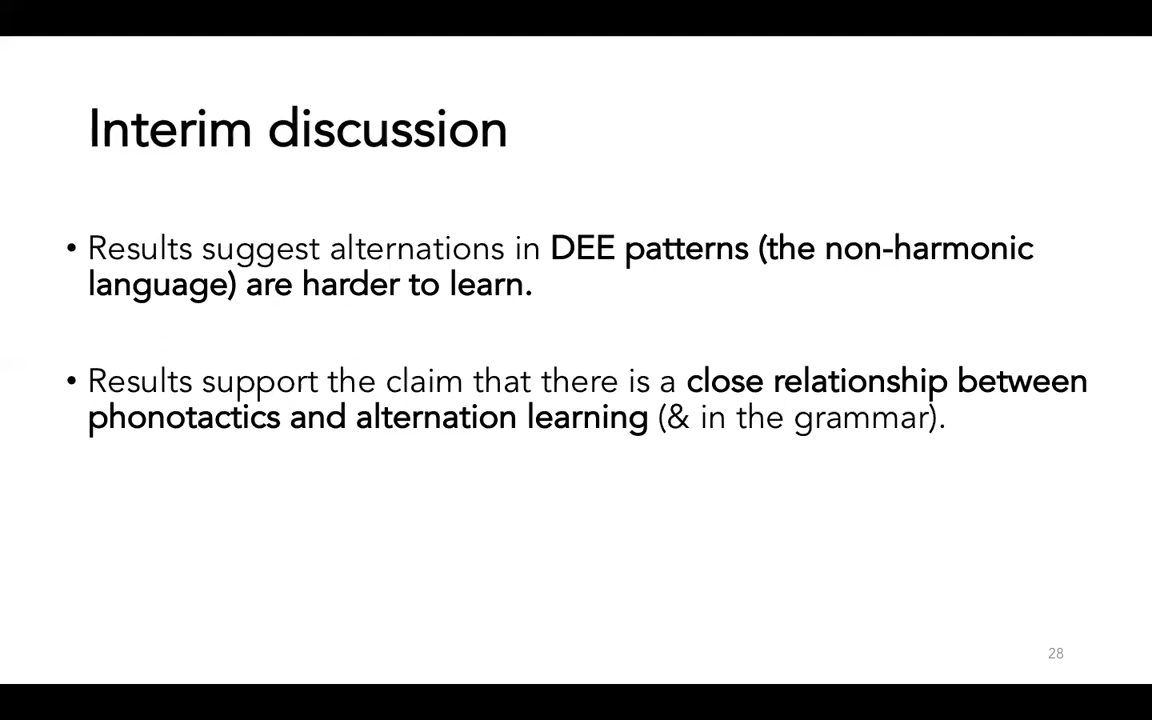 Interim discussion
• Results suggest alternations in DEE patterns (the non-harmonic
language) are harder to learn.
• Results support the claim that there is a close relationship between
phonotactics and alternation learning (& in the grammar).
28